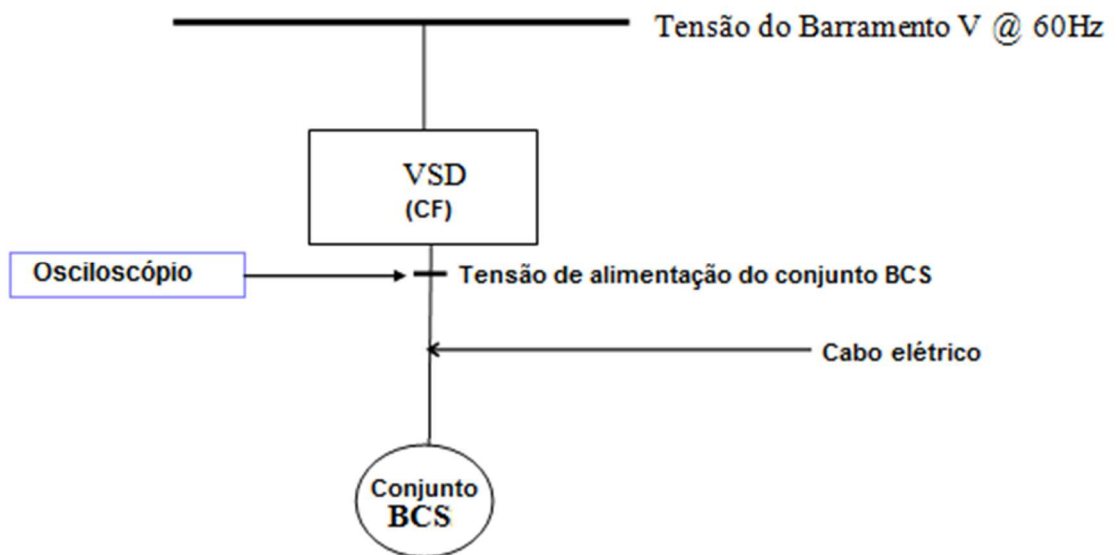 Tensão do Barramento V @ 60Hz
VSD
(CF)
Osciloscópio
Tensão de alimentação do conjunto BCS
Cabo elétrico
Conjunto
BCS